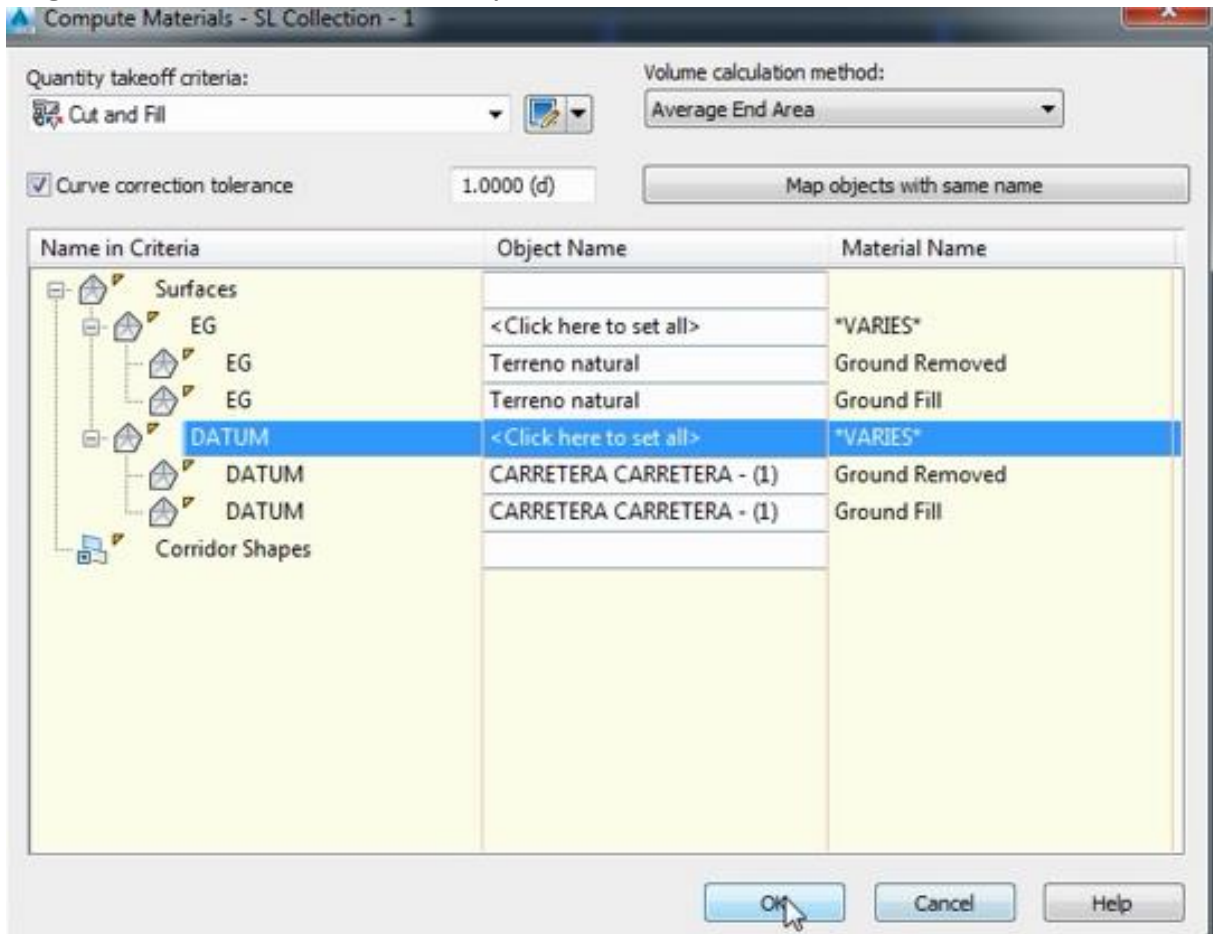 Compute Materials - SL Collection - 1
Quantity takeoff criteria:
Volume calculation method:
Cut and Fill
Average End Area
Curve correction tolerance
1.0000 (d)
Map objects with same name
Name in Criteria Object Name Material Name
Surfaces
EG <Click here to set all> *VARIES*
EG Terreno natural Ground Removed
EG Terreno natural Ground Fill
DATUM <Click here to set all> *VARIES*
DATUM CARRETERA CARRETERA - (1) Ground Removed
DATUM CARRETERA CARRETERA - (1) Ground Fill
Corridor Shapes
OK Cancel Help